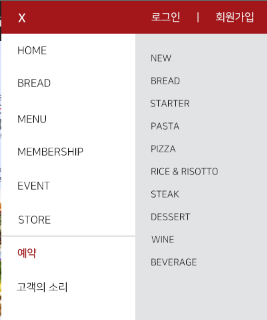 x
로그인 | 회원가입
HOME
BREAD
MENU
MEMBERSHIP
EVENT
STORE
예약
고객의 소리
NEW
BREAD
STARTER
PASTA
PIZZA
RICE & RISOTTO
STEAK
DESSERT
WINE
BEVERAGE